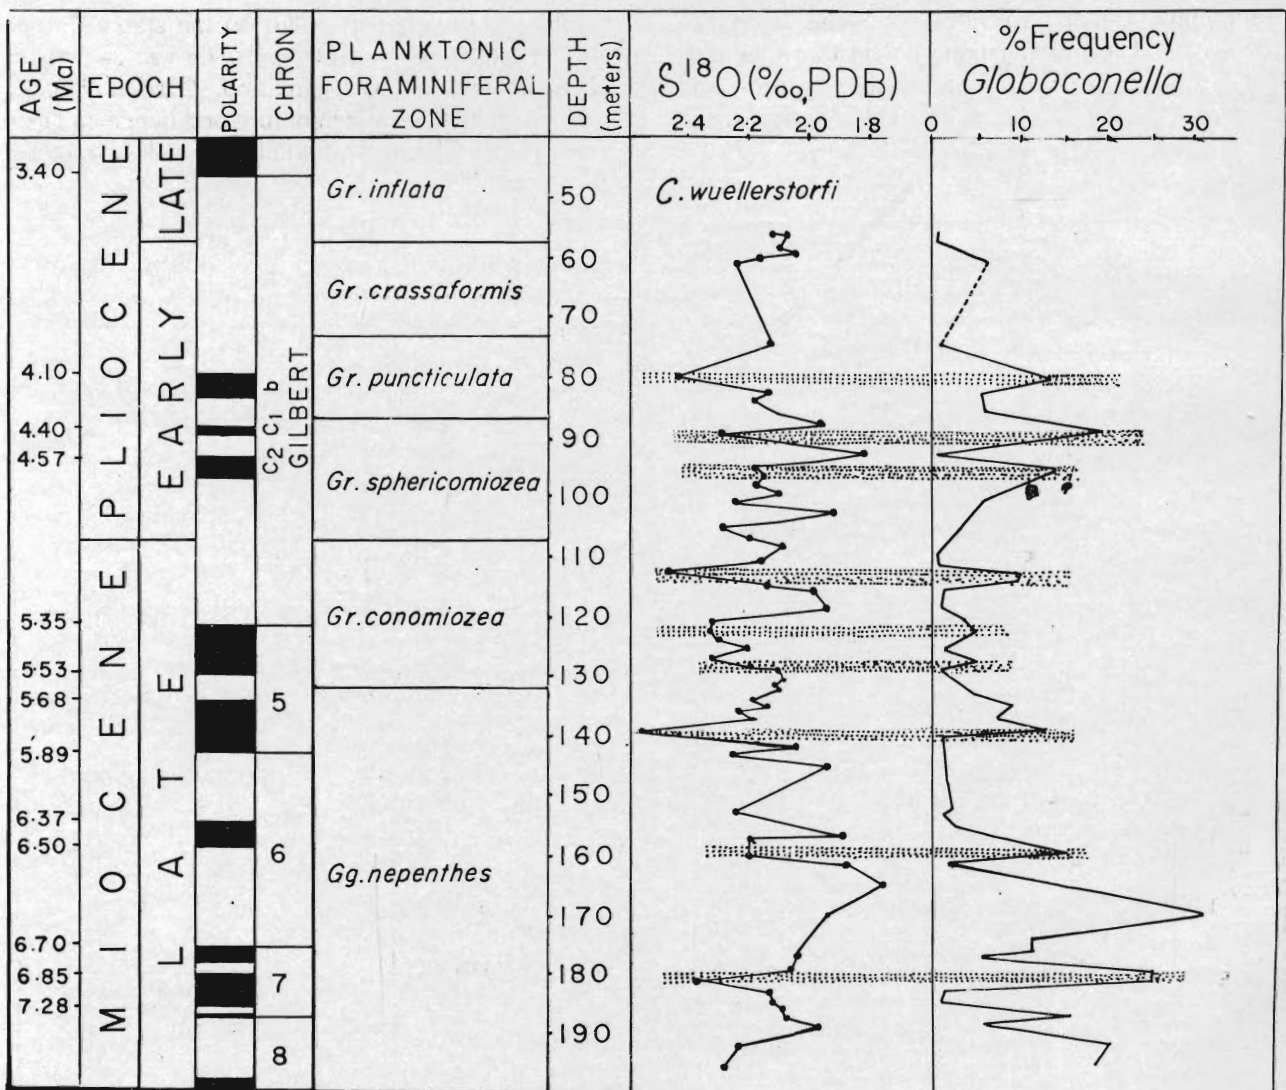 AGE
(Ma)
EPOCH
POLARITY
CHRON
PLANKTONIC
FORAMINIFERAL
ZONE
DEPTH
(meters)
δ18O(‰,PDB)
%Frequency
Globoconella
2·4 2·2 2·0 1·8
0 10 20 30
C. wuellerstorfi
3.40
4.10
4.40
4.57
5.35
5.53
5.68
5.89
6.37
6.50
6.70
6.85
7.28
MIOCENE PLIOCENE
LATE EARLY LATE
C2 C1 b
GILBERT
5
6
7
8
Gr. inflata
Gr. crassaformis
Gr. puncticulata
Gr. sphericomiozea
Gr. conomiozea
Gg. nepenthes
50
60
70
80
90
100
110
120
130
140
150
160
170
180
190